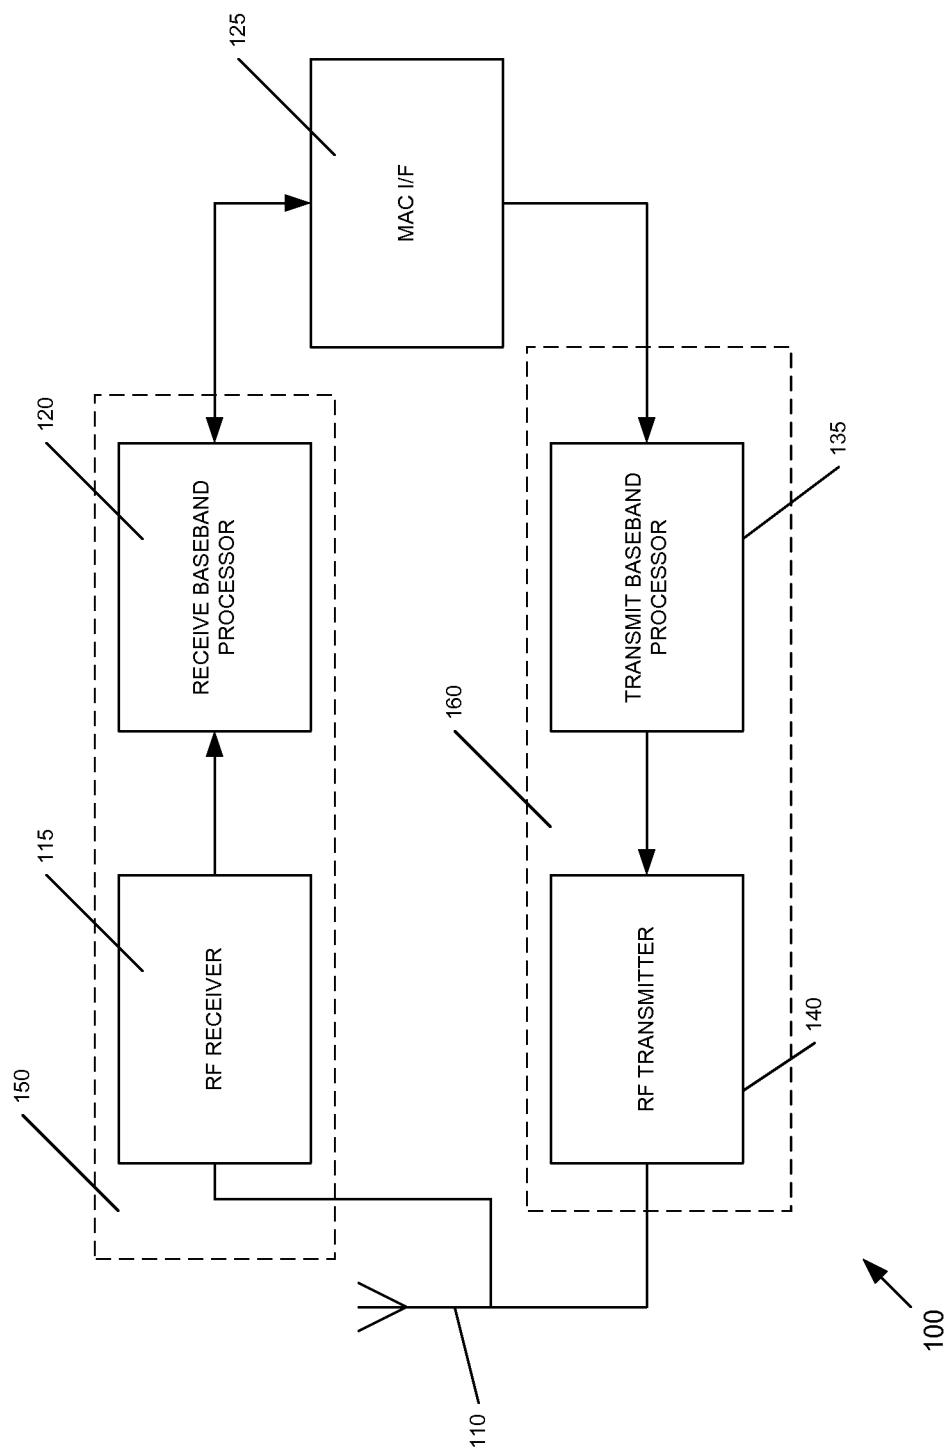 150
115
120
125
RF RECEIVER
RECEIVE BASEBAND
PROCESSOR
MAC I/F
110
160
RF TRANSMITTER
TRANSMIT BASEBAND
PROCESSOR
140
135
100